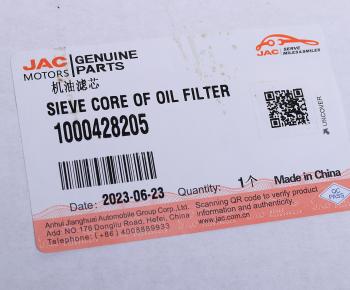 JAC GENUINE
MOTORS PARTS
JAC SERVE
MILES & SMILES
机油滤芯
SIEVE CORE OF OIL FILTER
1000428205
UNCOVER
Date: 2023-06-23 Quantity: 1个 Made in China
Anhui Jianghuai Automobile Group Corp., Ltd.
Add: NO 176 Dongliu Road, Hefei, China
Telephone: (+86) 4008889933
Scanning QR code to verify product
information and authenticity.
www.jac.com.cn
QC
PASS